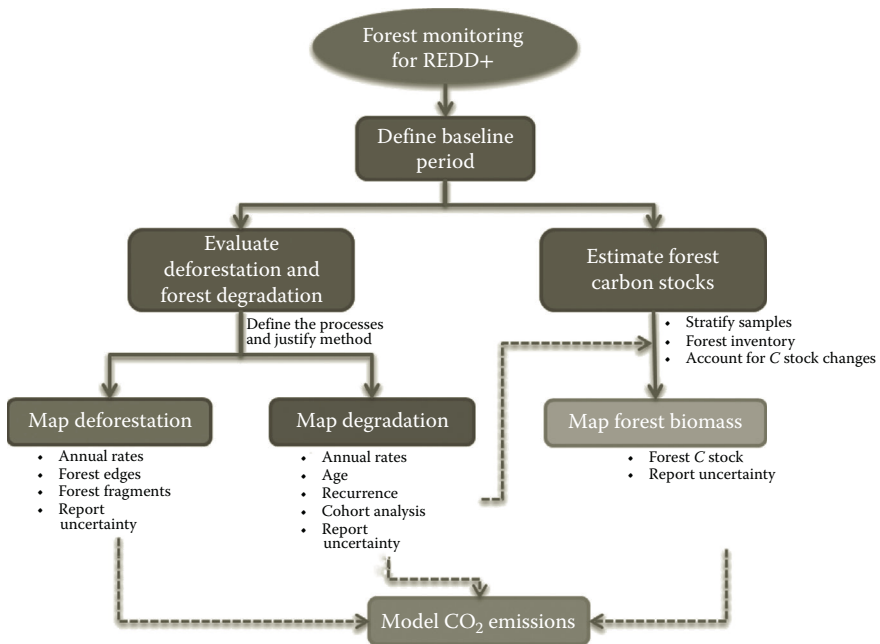 Forest monitoring
for REDD+
Define baseline
period
Evaluate
deforestation and
forest degradation
Estimate forest
carbon stocks
Define the processes
and justify method
• Stratify samples
• Forest inventory
• Account for C stock changes
Map deforestation
Map degradation
Map forest biomass
• Annual rates
• Forest edges
• Forest fragments
• Report
uncertainty
• Annual rates
• Age
• Recurrence
• Cohort analysis
• Report
uncertainty
• Forest C stock
• Report uncertainty
Model CO₂ emissions